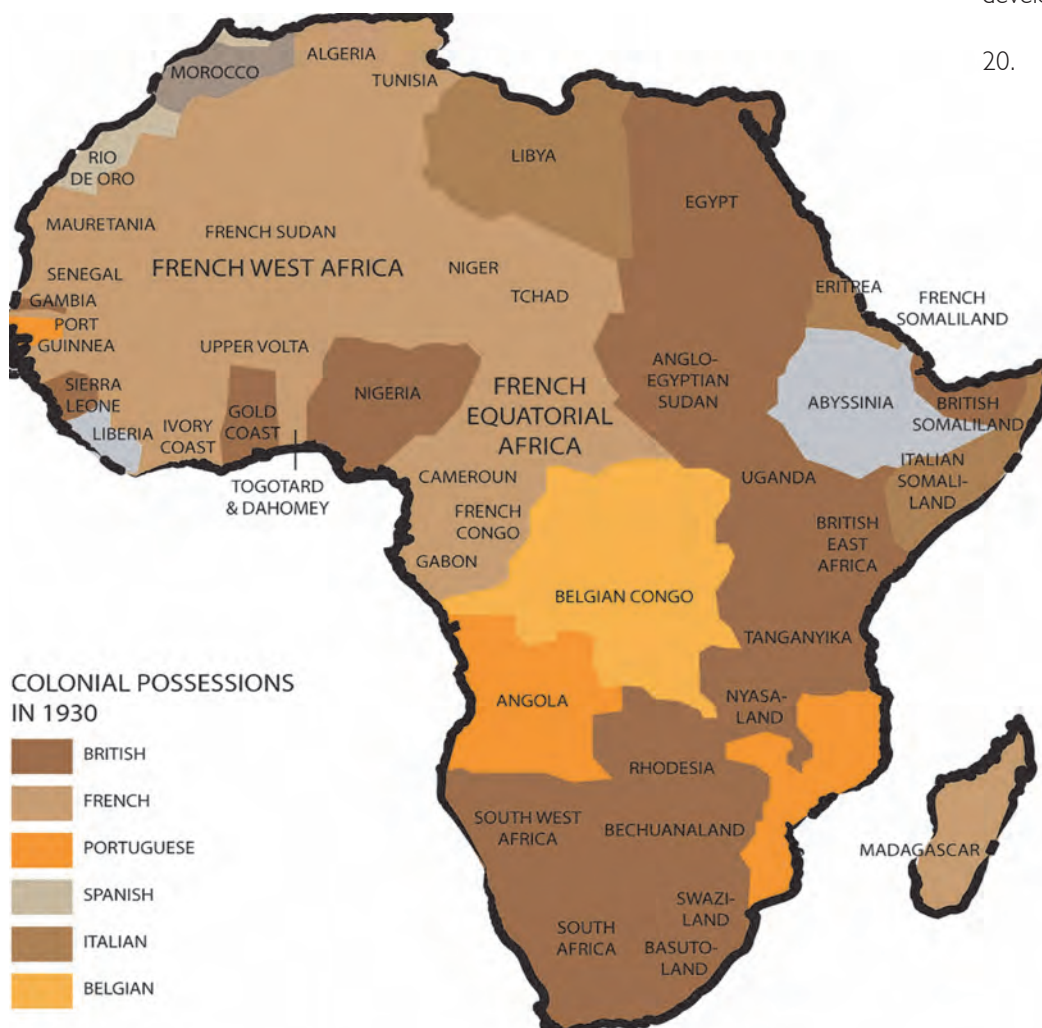 devel
20.
ALGERIA
MOROCCO
TUNISIA
LIBYA
RIO
DE ORO
EGYPT
MAURETANIA
FRENCH SUDAN
FRENCH WEST AFRICA
NIGER
SENEGAL
TCHAD
GAMBIA
PORT
GUINNEA
ERITREA
FRENCH
SOMALILAND
UPPER VOLTA
ANGLO-
EGYPTIAN
SUDAN
SIERRA
LEONE
NIGERIA
FRENCH
EQUATORIAL
AFRICA
ABYSSINIA
BRITISH
SOMALILAND
LIBERIA
IVORY
COAST
GOLD
COAST
ITALIAN
SOMALI-
LAND
CAMEROUN
UGANDA
TOGOTARD
& DAHOMEY
FRENCH
CONGO
BRITISH
EAST
AFRICA
GABON
BELGIAN CONGO
TANGANYIKA
ANGOLA
NYASA-
LAND
RHODESIA
SOUTH WEST
AFRICA
BECHUANALAND
MADAGASCAR
SWAZI-
LAND
SOUTH
AFRICA
BASUTO-
LAND
COLONIAL POSSESSIONS
IN 1930
BRITISH
FRENCH
PORTUGUESE
SPANISH
ITALIAN
BELGIAN